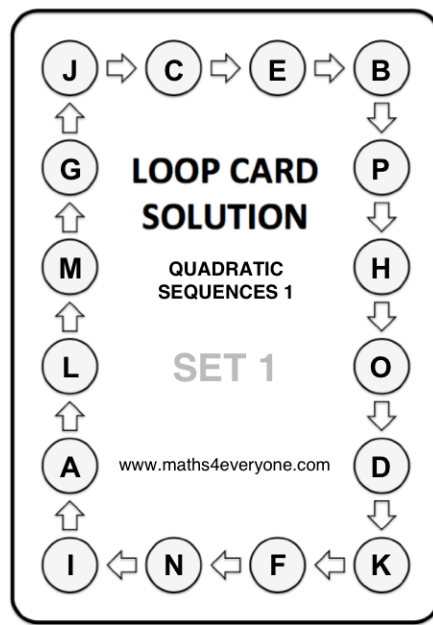 J C E B
G P
LOOP CARD
SOLUTION
M H
QUADRATIC
SEQUENCES 1
L O
SET 1
A D
www.maths4everyone.com
I N F K